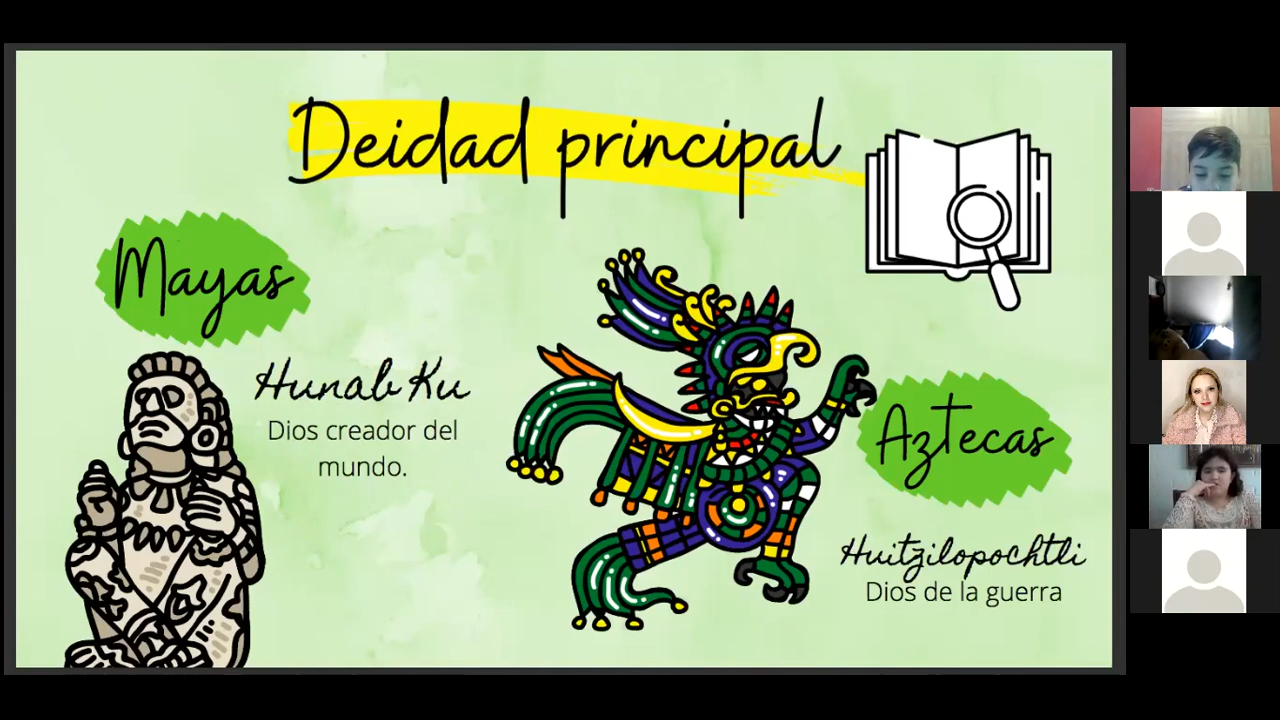 Deidad principal
Mayas
Hunab Ku
Dios creador del
mundo.
Aztecas
Huitzilopochtli
Dios de la guerra